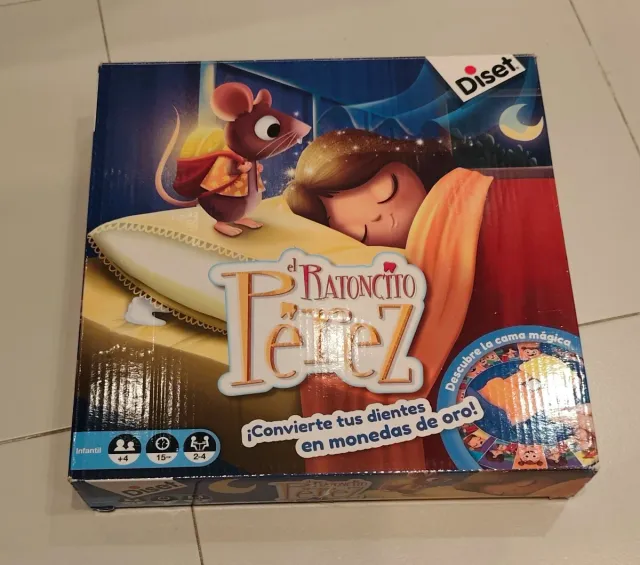 Diset
el RATONCITO
PéreZ
Descubre la cama mágica
¡Convierte tus dientes
en monedas de oro!
Infantil
+4
15
2-4
Diset
PéreZ